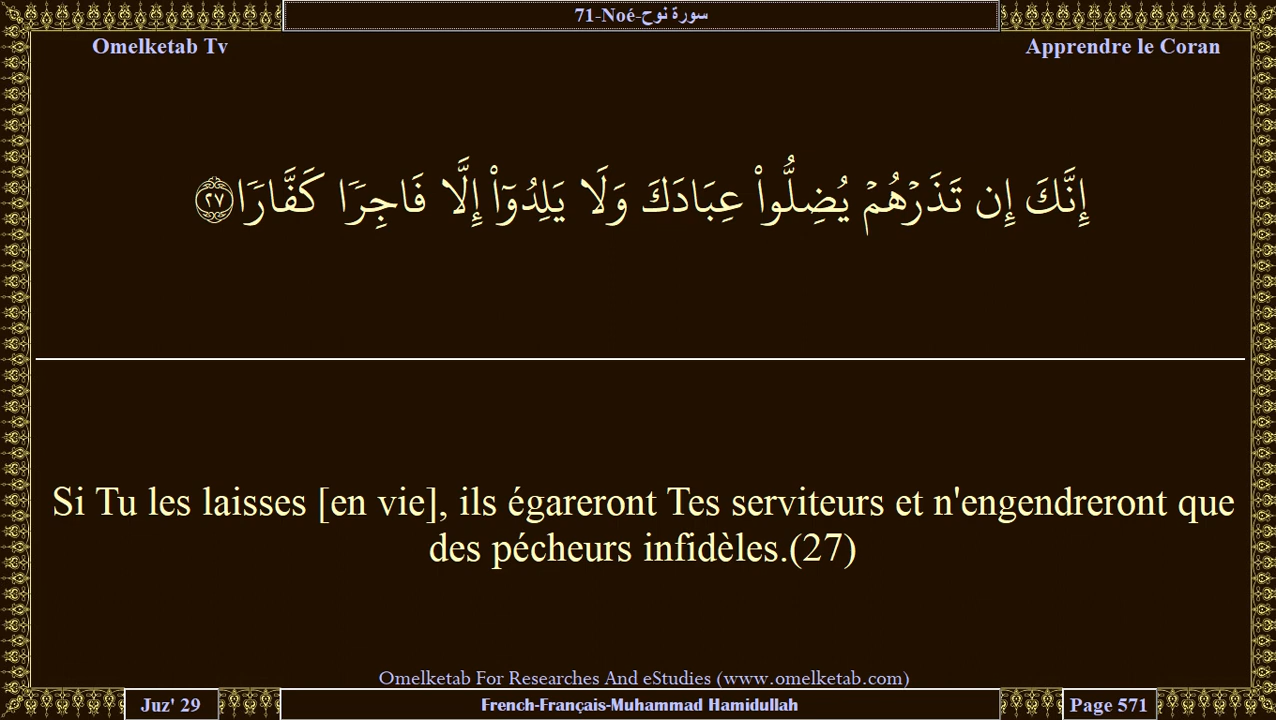 71-Noé-سورة نوح
Omelketab Tv
Apprendre le Coran
إِنَّكَ إِن تَذَرۡهُمۡ يُضِلُّواْ عِبَادَكَ وَلَا يَلِدُوٓاْ إِلَّا فَاجِرٗا كَفَّارٗا ٢٧
Si Tu les laisses [en vie], ils égareront Tes serviteurs et n'engendreront que
des pécheurs infidèles.(27)
Omelketab For Researches And eStudies (www.omelketab.com)
Juz' 29
French-Français-Muhammad Hamidullah
Page 571